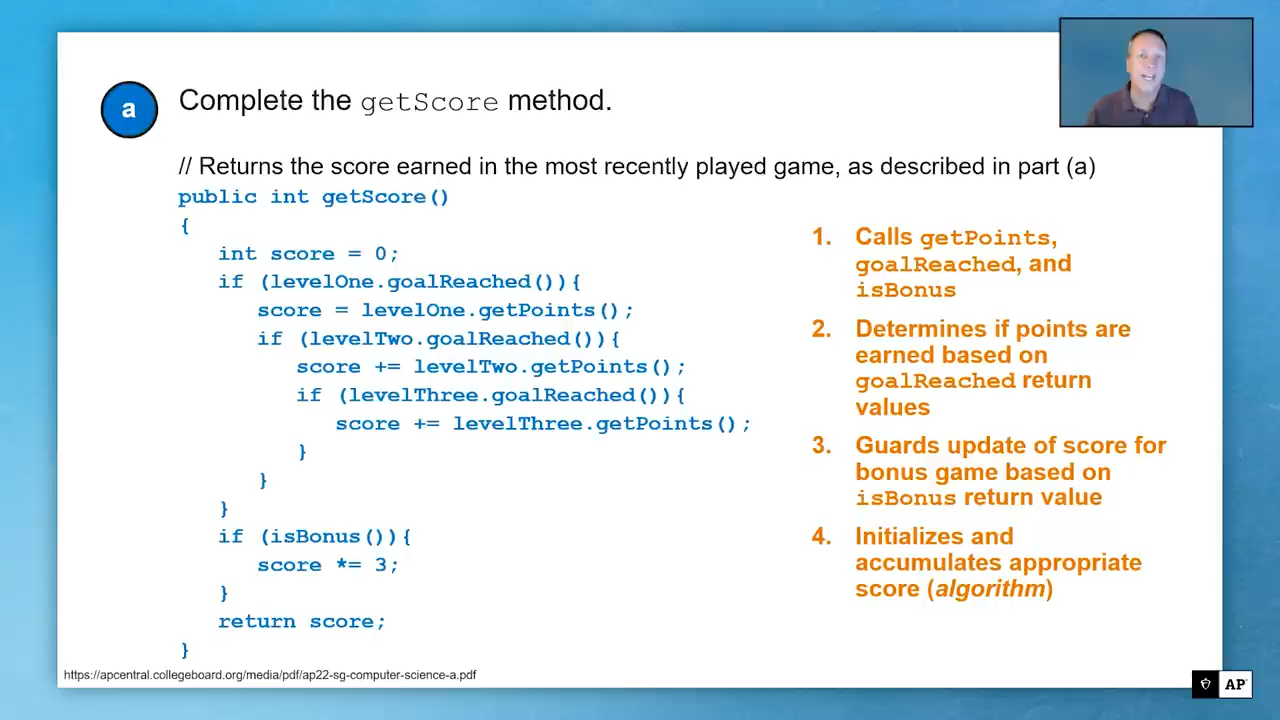 a
Complete the getScore method.
// Returns the score earned in the most recently played game, as described in part (a)
public int getScore()
{
int score = 0;
if (levelOne.goalReached()){
score = levelOne.getPoints();
if (levelTwo.goalReached()){
score += levelTwo.getPoints();
if (levelThree.goalReached()){
score += levelThree.getPoints();
}
}
}
if (isBonus()){
score *= 3;
}
return score;
}
1. Calls getPoints,
goalReached, and
isBonus
2. Determines if points are
earned based on
goalReached return
values
3. Guards update of score for
bonus game based on
isBonus return value
4. Initializes and
accumulates appropriate
score (algorithm)
https://apcentral.collegeboard.org/media/pdf/ap22-sg-computer-science-a.pdf
AP